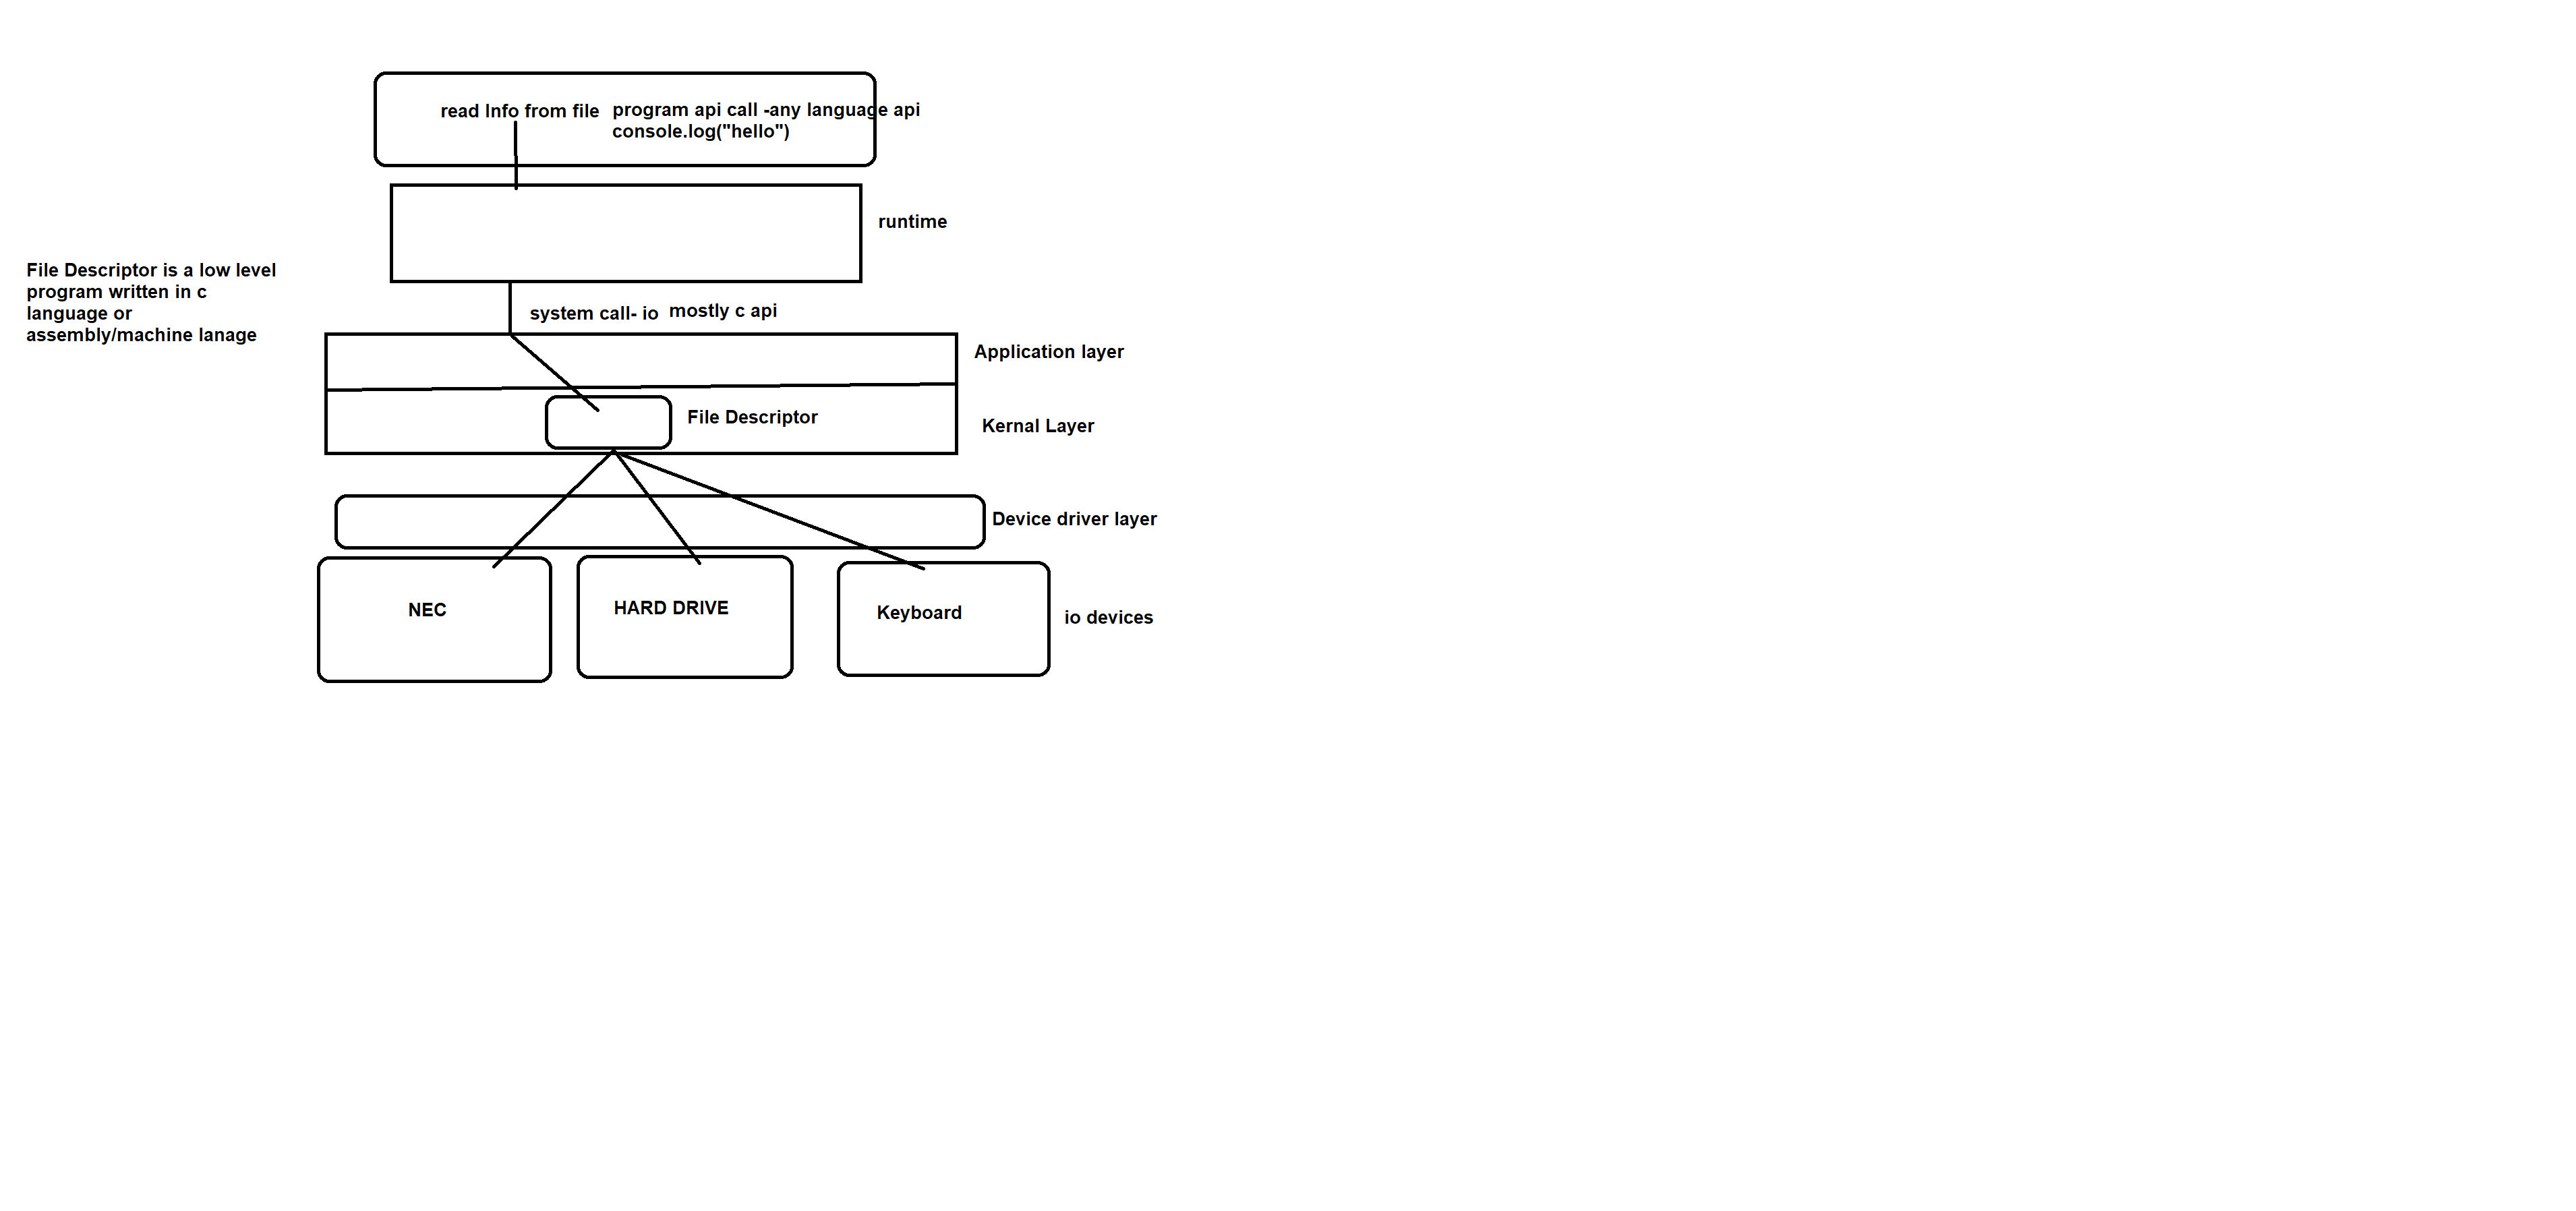 read Info from file
program api call -any language api
console.log("hello")
runtime
File Descriptor is a low level
program written in c
language or
assembly/machine lanage
system call- io
mostly c api
Application layer
File Descriptor
Kernal Layer
Device driver layer
NEC
HARD DRIVE
Keyboard
io devices